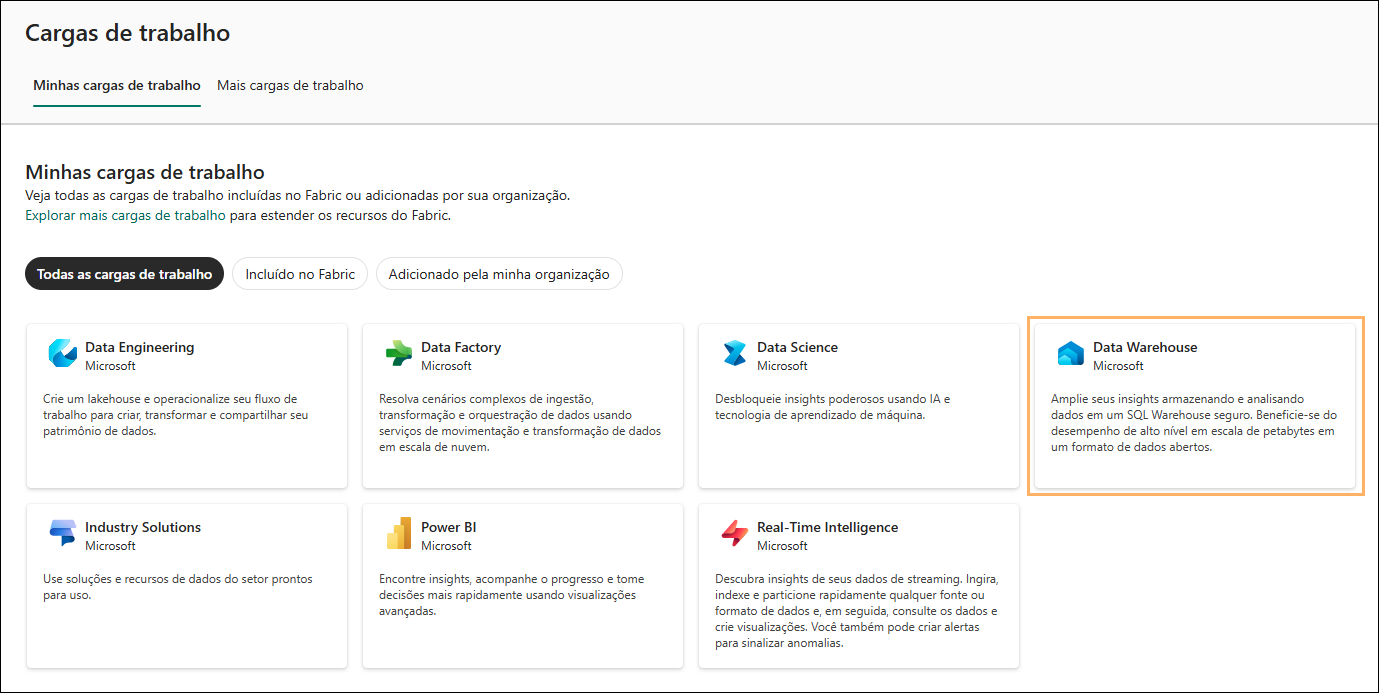 Cargas de trabalho
Minhas cargas de trabalho
Mais cargas de trabalho
Minhas cargas de trabalho
Veja todas as cargas de trabalho incluídas no Fabric ou adicionadas por sua organização.
Explorar mais cargas de trabalho para estender os recursos do Fabric.
Todas as cargas de trabalho
Incluído no Fabric
Adicionado pela minha organização
Data Engineering
Microsoft
Crie um lakehouse e operacionalize seu fluxo de
trabalho para criar, transformar e compartilhar seu
patrimônio de dados.
Data Factory
Microsoft
Resolva cenários complexos de ingestão,
transformação e orquestração de dados usando
serviços de movimentação e transformação de dados
em escala de nuvem.
Data Science
Microsoft
Desbloqueie insights poderosos usando IA e
tecnologia de aprendizado de máquina.
Data Warehouse
Microsoft
Amplie seus insights armazenando e analisando
dados em um SQL Warehouse seguro. Beneficie-se do
desempenho de alto nível em escala de petabytes em
um formato de dados abertos.
Industry Solutions
Microsoft
Use soluções e recursos de dados do setor prontos
para uso.
Power BI
Microsoft
Encontre insights, acompanhe o progresso e tome
decisões mais rapidamente usando visualizações
avançadas.
Real-Time Intelligence
Microsoft
Descubra insights de seus dados de streaming. Ingira,
indexe e particione rapidamente qualquer fonte ou
formato de dados e, em seguida, consulte os dados e
crie visualizações. Você também pode criar alertas
para sinalizar anomalias.